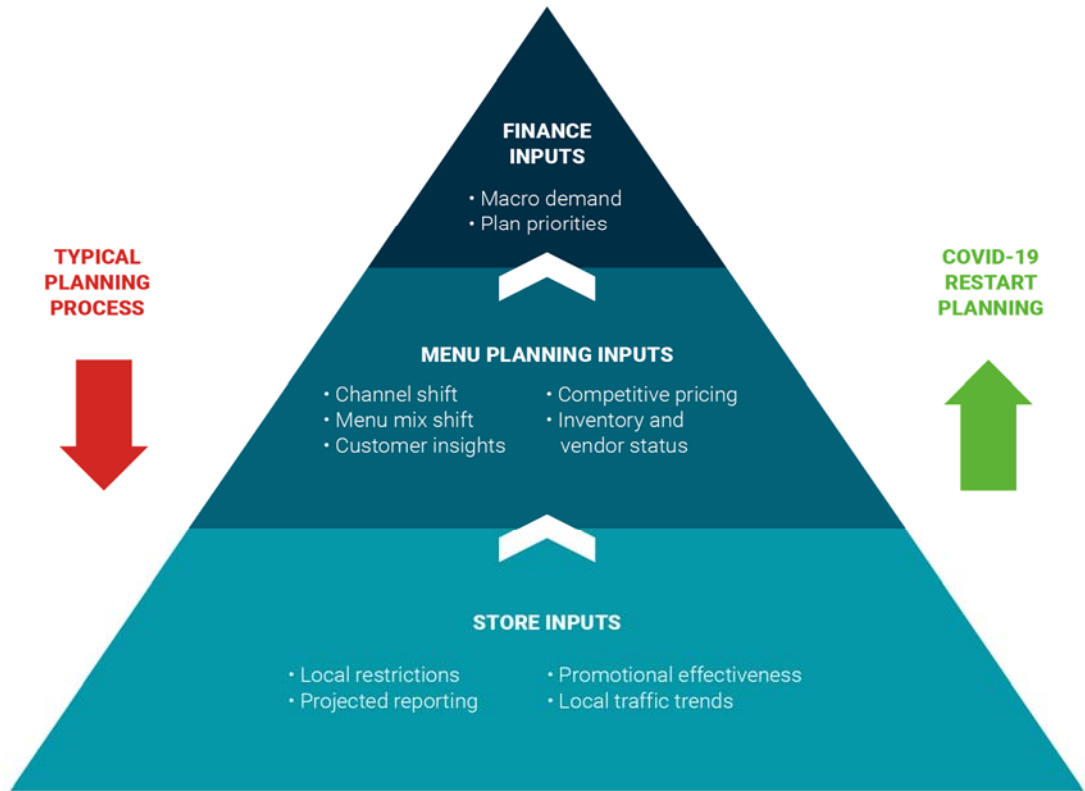 FINANCE
INPUTS
• Macro demand
• Plan priorities
TYPICAL
PLANNING
PROCESS
COVID-19
RESTART
PLANNING
MENU PLANNING INPUTS
• Channel shift
• Menu mix shift
• Customer insights
• Competitive pricing
• Inventory and
vendor status
STORE INPUTS
• Local restrictions
• Projected reporting
• Promotional effectiveness
• Local traffic trends